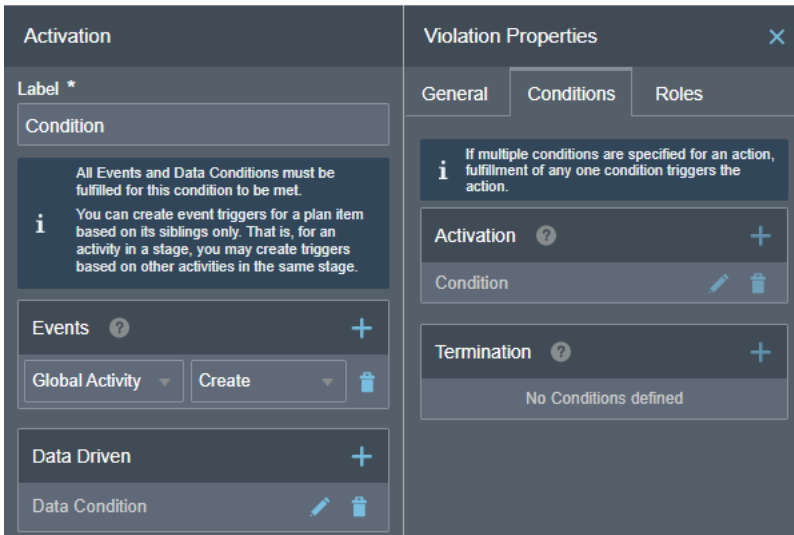 Activation
Label *
Condition
i
All Events and Data Conditions must be
fulfilled for this condition to be met.
You can create event triggers for a plan item
based on its siblings only. That is, for an
activity in a stage, you may create triggers
based on other activities in the same stage.
Events ?
Global Activity Create
Data Driven
Data Condition
Violation Properties
General Conditions Roles
i
If multiple conditions are specified for an action,
fulfillment of any one condition triggers the
action.
Activation ?
Condition
Termination ?
No Conditions defined